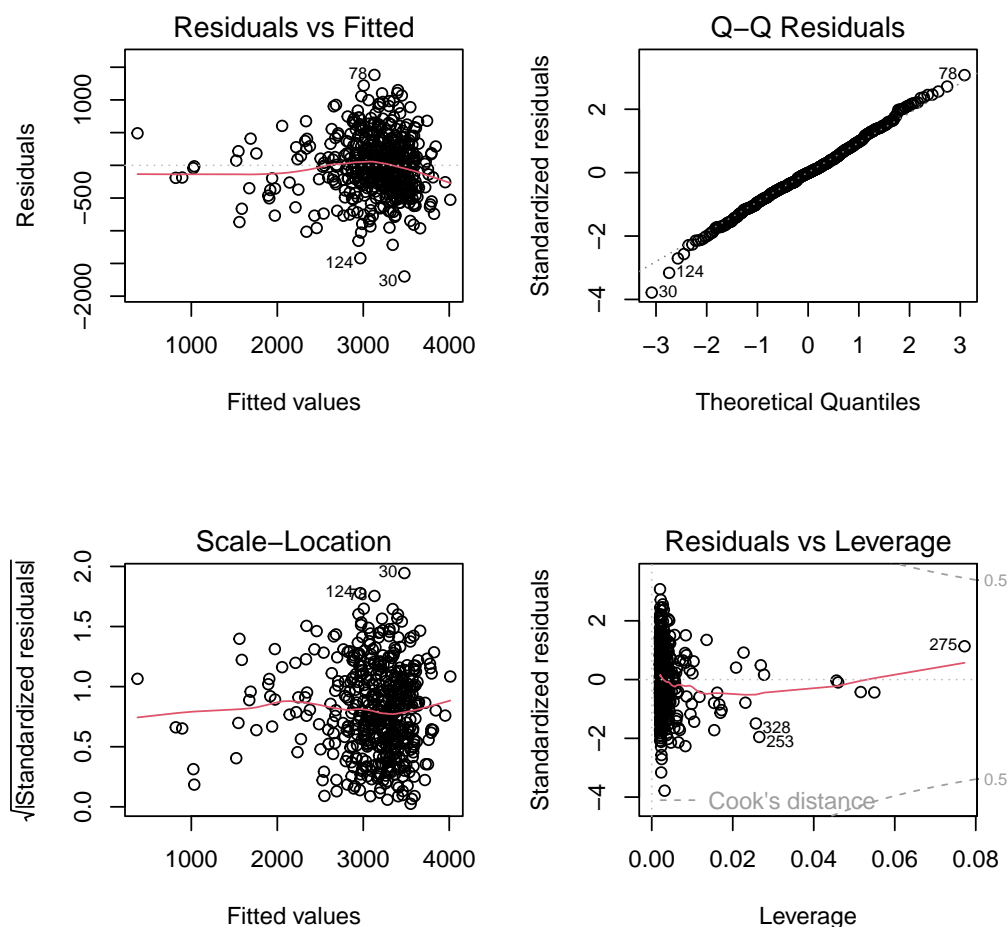 Residuals vs Fitted
Residuals
1000
−500
−2000
78
124
30
1000 2000 3000 4000
Fitted values
Q−Q Residuals
Standardized residuals
2
0
−2
−4
78
124
30
−3 −2 −1 0 1 2 3
Theoretical Quantiles
Scale−Location
√|Standardized residuals|
2.0
1.5
1.0
0.5
0.0
30
124
78
1000 2000 3000 4000
Fitted values
Residuals vs Leverage
Standardized residuals
2
0
−2
−4
0.5
275
328
253
0.5
Cook's distance
0.00 0.02 0.04 0.06 0.08
Leverage